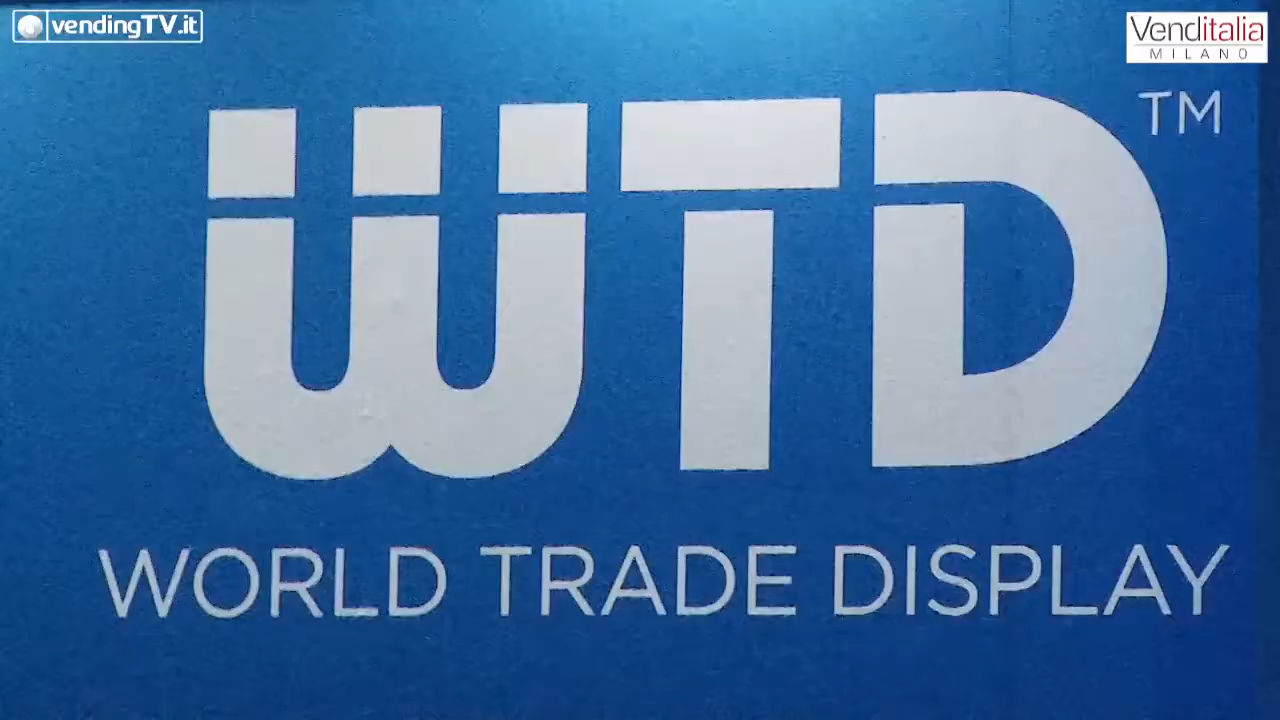 vendingTV.it
Venditalia
MILANO
WTD™
WORLD TRADE DISPLAY